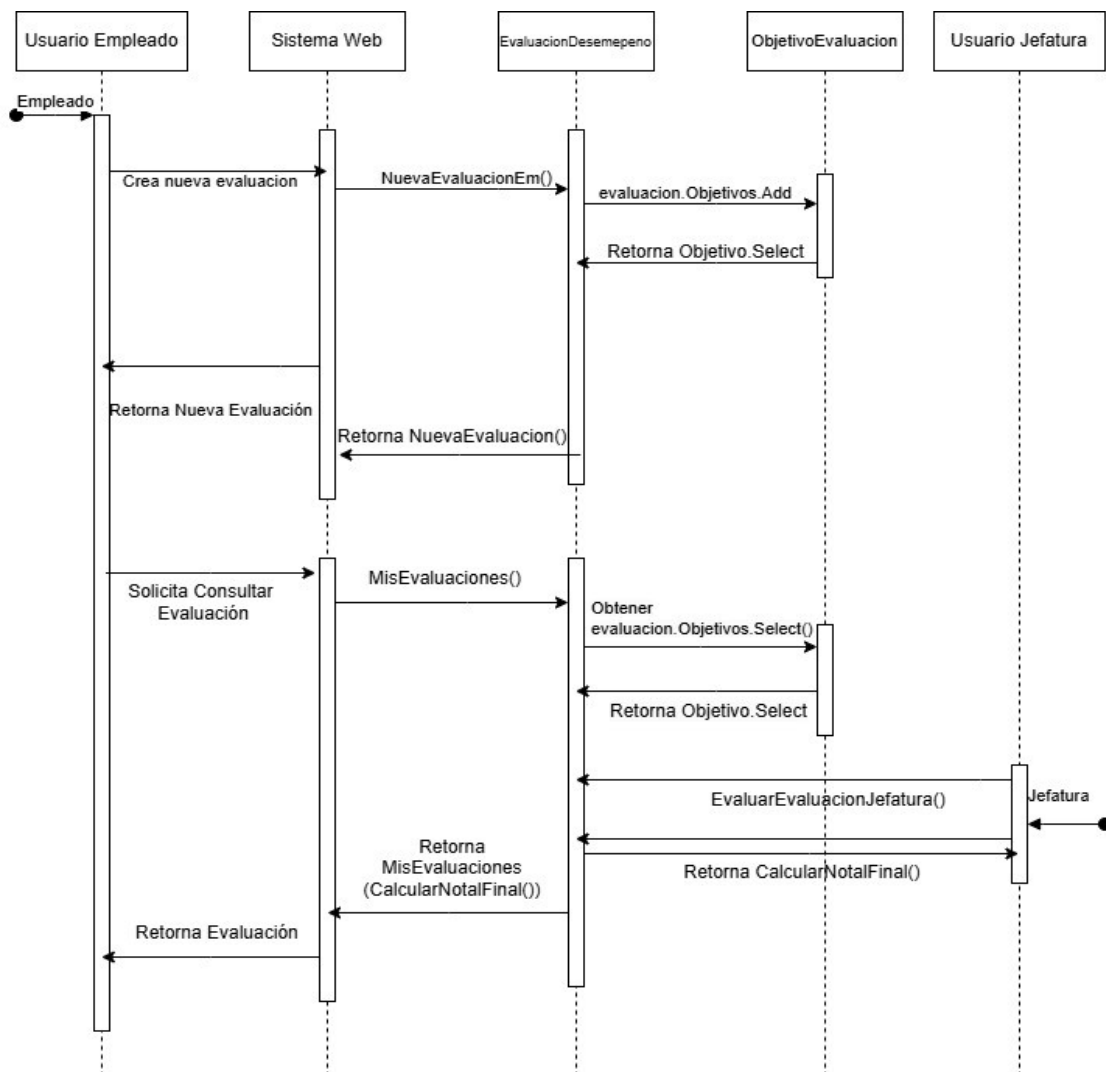 Usuario Empleado
Sistema Web
EvaluacionDesemepeno
ObjetivoEvaluacion
Usuario Jefatura
Empleado
Crea nueva evaluacion
NuevaEvaluacionEm()
evaluacion.Objetivos.Add
Retorna Objetivo.Select
Retorna Nueva Evaluación
Retorna NuevaEvaluacion()
Solicita Consultar
Evaluación
MisEvaluaciones()
Obtener
evaluacion.Objetivos.Select()
Retorna Objetivo.Select
EvaluarEvaluacionJefatura()
Jefatura
Retorna
MisEvaluaciones
(CalcularNotalFinal())
Retorna CalcularNotalFinal()
Retorna Evaluación